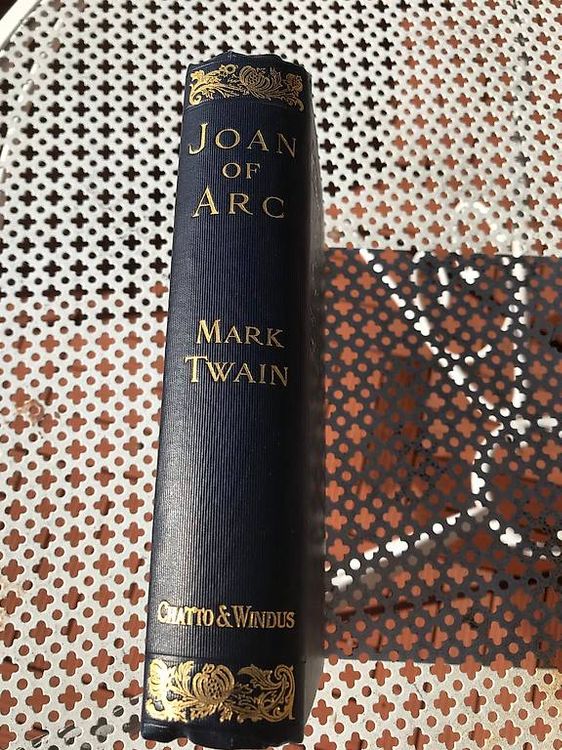 JOAN
OF
ARC
MARK
TWAIN
CHATTO & WINDUS